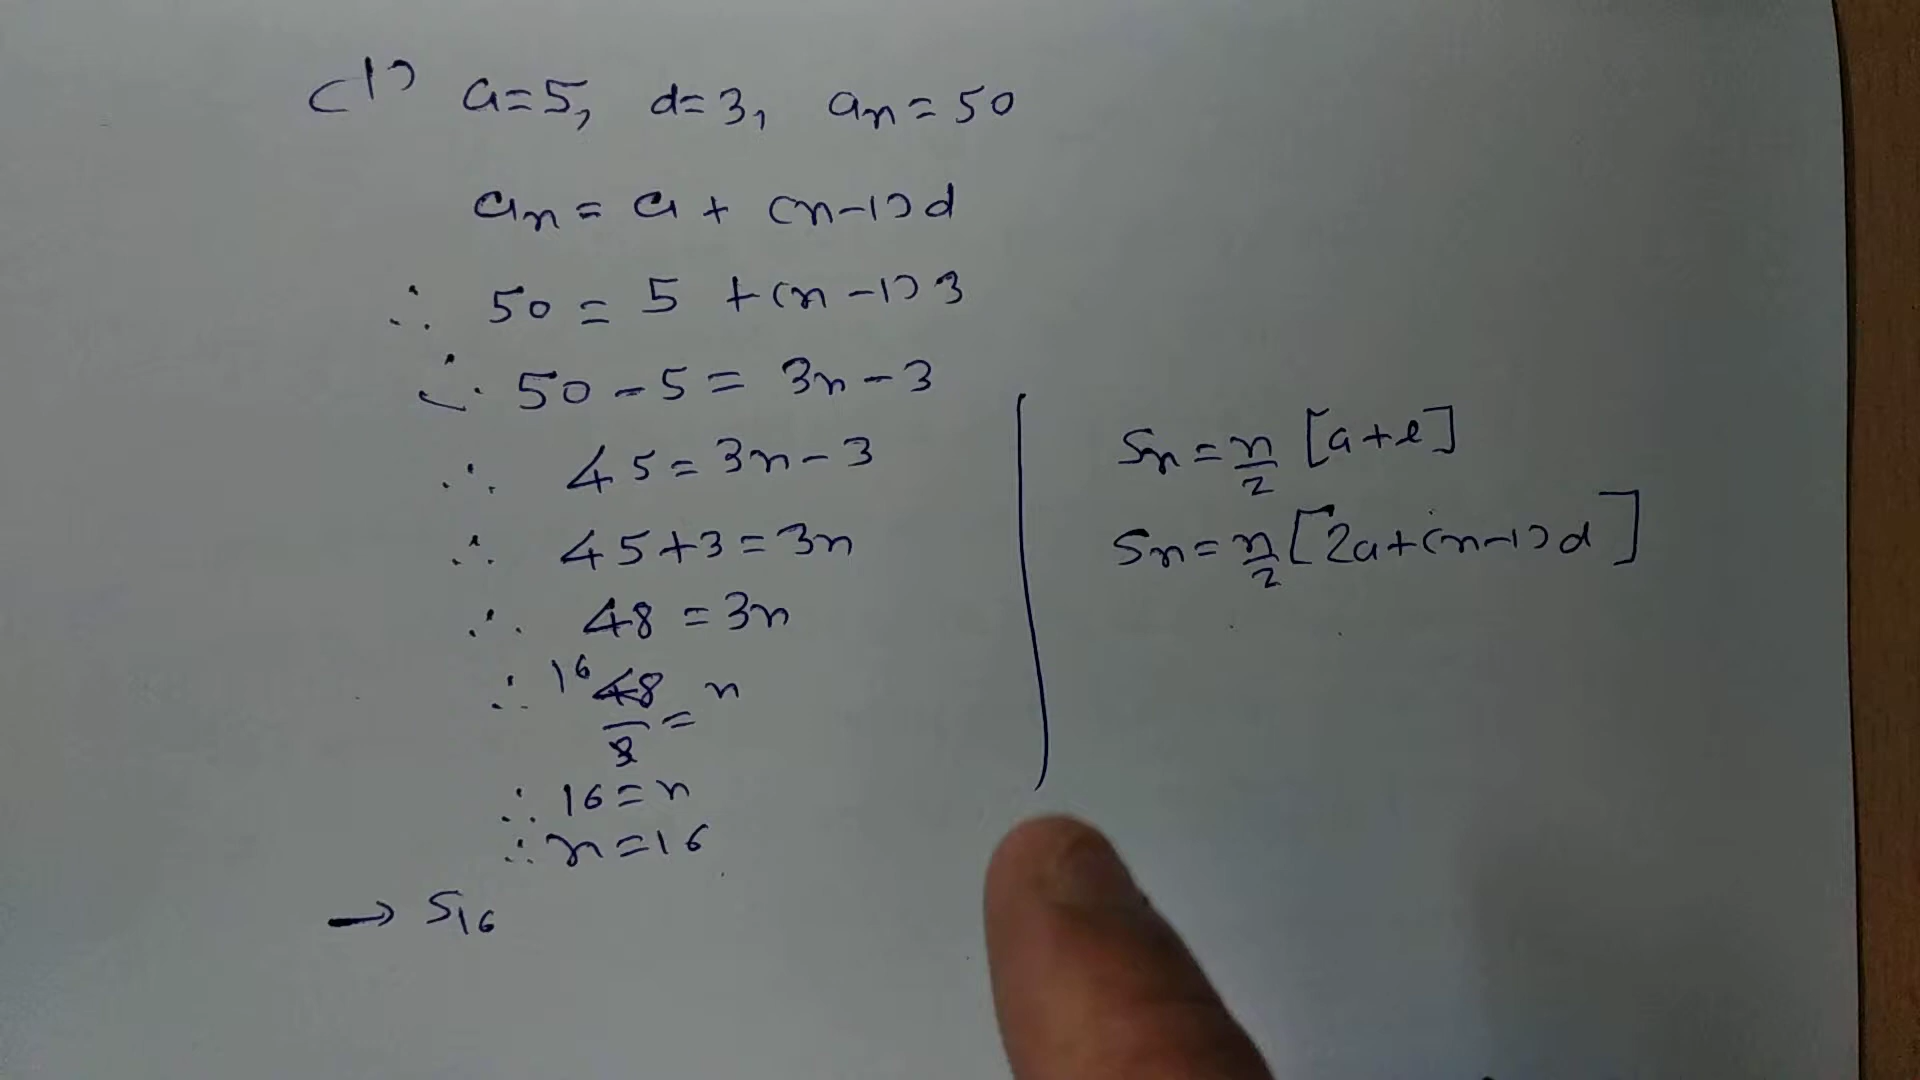 (1) a=5, d=3, an=50
an = a + (n-1)d
∴ 50 = 5 + (n-1)3
∴ 50 - 5 = 3n - 3
∴ 45 = 3n - 3
∴ 45+3 = 3n
∴ 48 = 3n
∴ 16 48/3 = n
∴ 16 = n
∴ n = 16
→ S16
Sn = n/2 [a+l]
Sn = n/2 [2a+(n-1)d]